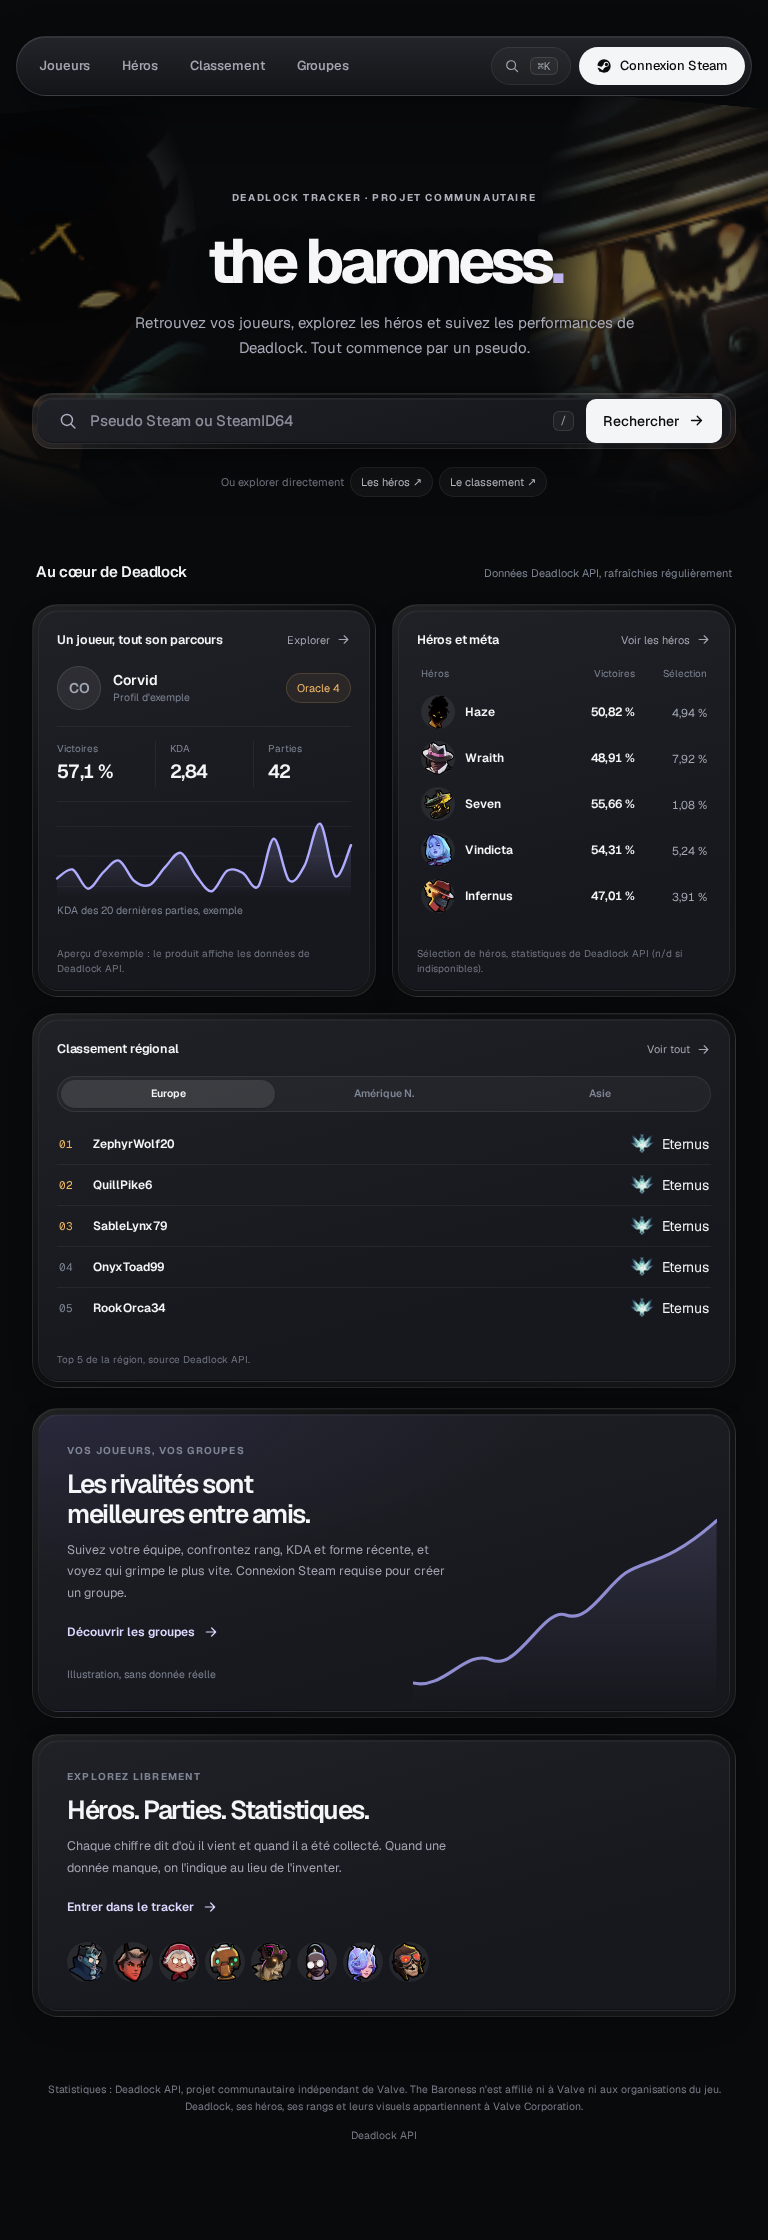 Joueurs
Héros
Classement
Groupes
⌘K
Connexion Steam
DEADLOCK TRACKER · PROJET COMMUNAUTAIRE
the baroness.
Retrouvez vos joueurs, explorez les héros et suivez les performances de
Deadlock. Tout commence par un pseudo.
Pseudo Steam ou SteamID64
/
Rechercher →
Ou explorer directement
Les héros ↗
Le classement ↗
Au cœur de Deadlock
Données Deadlock API, rafraîchies régulièrement
Un joueur, tout son parcours
Explorer →
CO
Corvid
Profil d'exemple
Oracle 4
Victoires
KDA
Parties
57,1 %
2,84
42
KDA des 20 dernières parties, exemple
Aperçu d'exemple : le produit affiche les données de
Deadlock API.
Héros et méta
Voir les héros →
Héros
Victoires
Sélection
Haze 50,82 % 4,94 %
Wraith 48,91 % 7,92 %
Seven 55,66 % 1,08 %
Vindicta 54,31 % 5,24 %
Infernus 47,01 % 3,91 %
Sélection de héros, statistiques de Deadlock API (n/d si
indisponibles).
Classement régional
Voir tout →
Europe
Amérique N.
Asie
01 ZephyrWolf20 Eternus
02 QuillPike6 Eternus
03 SableLynx79 Eternus
04 OnyxToad99 Eternus
05 RookOrca34 Eternus
Top 5 de la région, source Deadlock API.
VOS JOUEURS, VOS GROUPES
Les rivalités sont
meilleures entre amis.
Suivez votre équipe, confrontez rang, KDA et forme récente, et
voyez qui grimpe le plus vite. Connexion Steam requise pour créer
un groupe.
Découvrir les groupes →
Illustration, sans donnée réelle
EXPLOREZ LIBREMENT
Héros. Parties. Statistiques.
Chaque chiffre dit d'où il vient et quand il a été collecté. Quand une
donnée manque, on l'indique au lieu de l'inventer.
Entrer dans le tracker →
Statistiques : Deadlock API, projet communautaire indépendant de Valve. The Baroness n'est affilié ni à Valve ni aux organisations du jeu.
Deadlock, ses héros, ses rangs et leurs visuels appartiennent à Valve Corporation.
Deadlock API